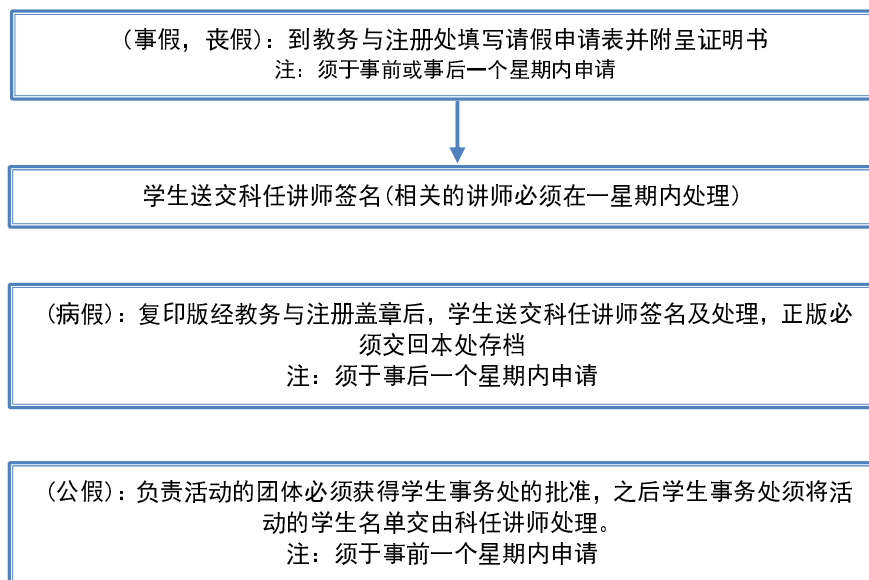 (事假，丧假)：到教务与注册处填写请假申请表并附呈证明书
注：须于事前或事后一个星期内申请
学生送交科任讲师签名(相关的讲师必须在一星期内处理)
(病假)：复印版经教务与注册盖章后，学生送交科任讲师签名及处理，正版必
须交回本处存档
注：须于事后一个星期内申请
(公假)：负责活动的团体必须获得学生事务处的批准，之后学生事务处须将活
动的学生名单交由科任讲师处理。
注：须于事前一个星期内申请